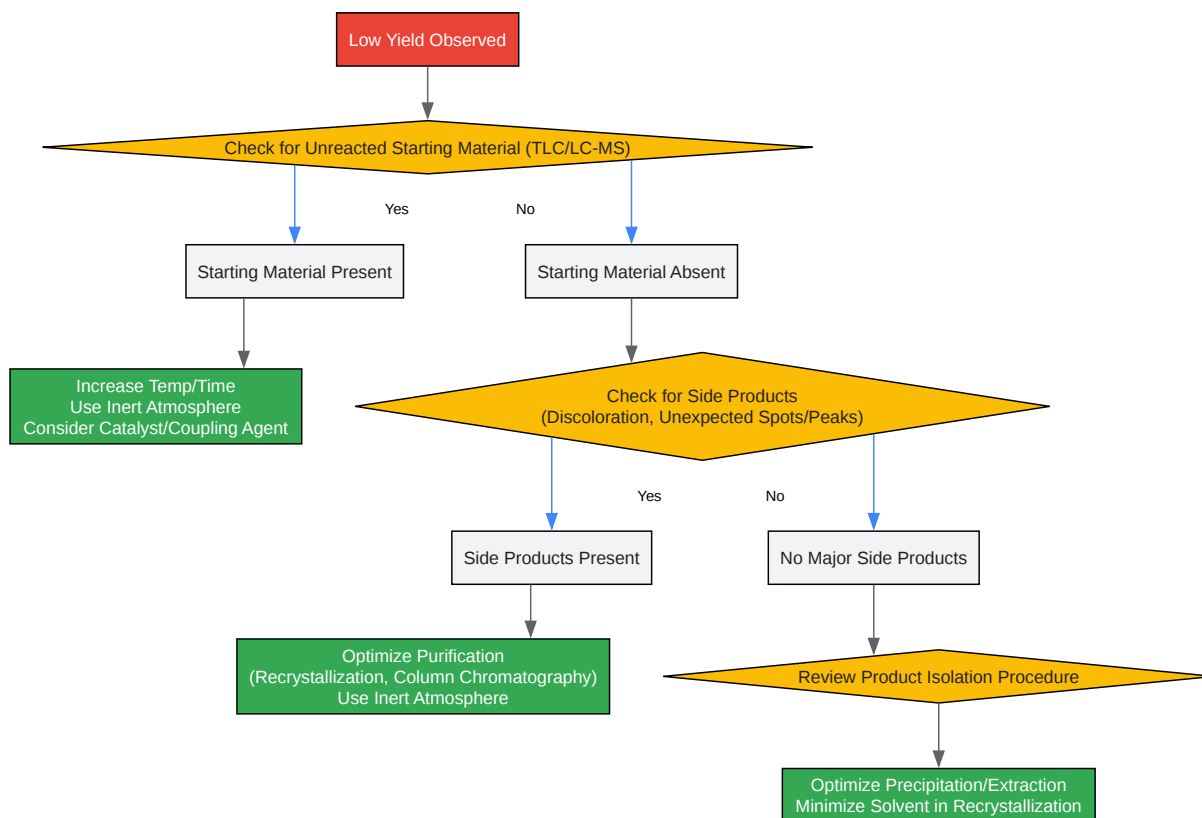 Low Yield Observed
Check for Unreacted Starting Material (TLC/LC-MS)
Yes
No
Starting Material Present
Starting Material Absent
Increase Temp/Time
Use Inert Atmosphere
Consider Catalyst/Coupling Agent
Check for Side Products
(Discoloration, Unexpected Spots/Peaks)
Yes
No
Side Products Present
No Major Side Products
Optimize Purification
(Recrystallization, Column Chromatography)
Use Inert Atmosphere
Review Product Isolation Procedure
Optimize Precipitation/Extraction
Minimize Solvent in Recrystallization